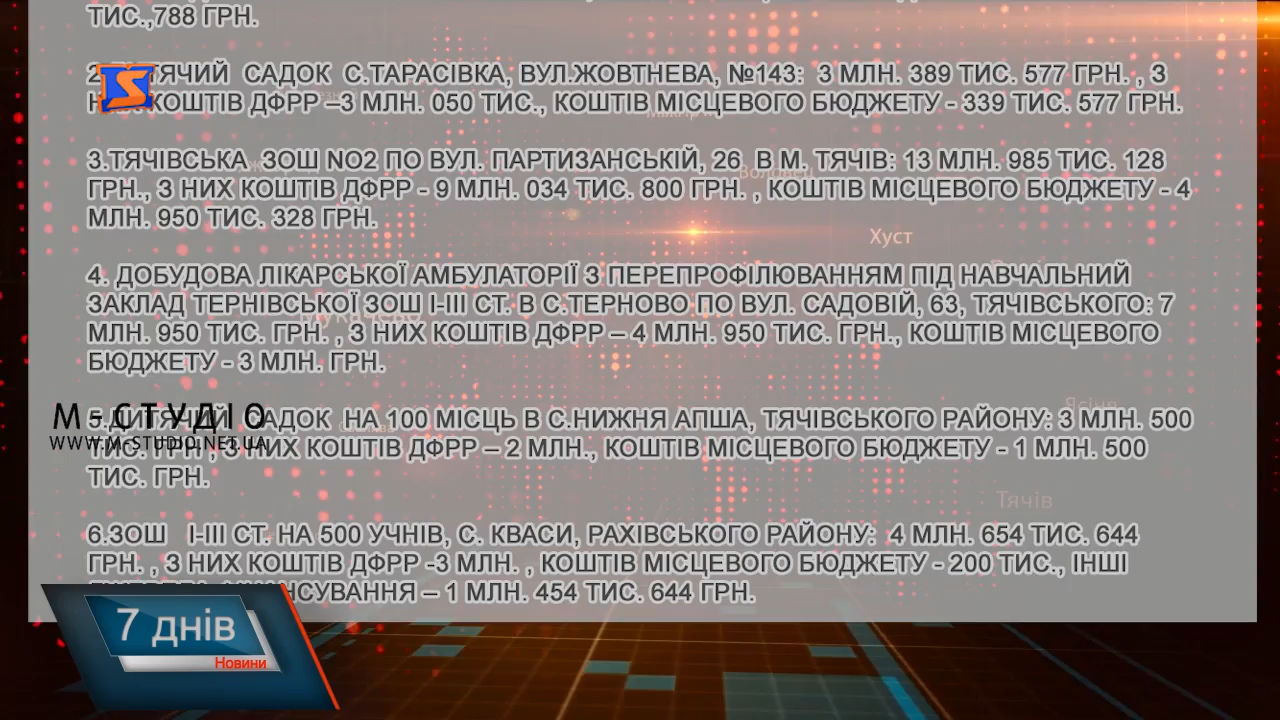 ТИС.,788 ГРН.
САДОК С.ТАРАСІВКА, ВУЛ.ЖОВТНЕВА, №143: 3 МЛН. 389 ТИС. 577 ГРН. , З
КОШТІВ ДФРР –3 МЛН. 050 ТИС., КОШТІВ МІСЦЕВОГО БЮДЖЕТУ - 339 ТИС. 577 ГРН.
3.ТЯЧІВСЬКА ЗОШ NO2 ПО ВУЛ. ПАРТИЗАНСЬКІЙ, 26 В М. ТЯЧІВ: 13 МЛН. 985 ТИС. 128
ГРН., З НИХ КОШТІВ ДФРР - 9 МЛН. 034 ТИС. 800 ГРН. , КОШТІВ МІСЦЕВОГО БЮДЖЕТУ - 4
МЛН. 950 ТИС. 328 ГРН.
Воловец
Хуст
4. ДОБУДОВА ЛІКАРСЬКОЇ АМБУЛАТОРІЇ З ПЕРЕПРОФІЛЮВАННЯМ ПІД НАВЧАЛЬНИЙ
ЗАКЛАД ТЕРНІВСЬКОЇ ЗОШ І-ІІІ СТ. В С.ТЕРНОВО ПО ВУЛ. САДОВІЙ, 63, ТЯЧІВСЬКОГО: 7
МЛН. 950 ТИС. ГРН. , З НИХ КОШТІВ ДФРР – 4 МЛН. 950 ТИС. ГРН., КОШТІВ МІСЦЕВОГО
БЮДЖЕТУ - 3 МЛН. ГРН.
Мукачево
М-СТУДІО
WWW.M-STUDIO.NET.UA
5.ДИТЯЧИЙ САДОК НА 100 МІСЦЬ В С.НИЖНЯ АПША, ТЯЧІВСЬКОГО РАЙОНУ: 3 МЛН. 500
ТИС. ГРН , З НИХ КОШТІВ ДФРР – 2 МЛН., КОШТІВ МІСЦЕВОГО БЮДЖЕТУ - 1 МЛН. 500
ТИС. ГРН.
Ясіня
Тячів
6.ЗОШ І-ІІІ СТ. НА 500 УЧНІВ, С. КВАСИ, РАХІВСЬКОГО РАЙОНУ: 4 МЛН. 654 ТИС. 644
ГРН. , З НИХ КОШТІВ ДФРР -3 МЛН. , КОШТІВ МІСЦЕВОГО БЮДЖЕТУ - 200 ТИС., ІНШІ
– 1 МЛН. 454 ТИС. 644 ГРН.
7 днів
Новини